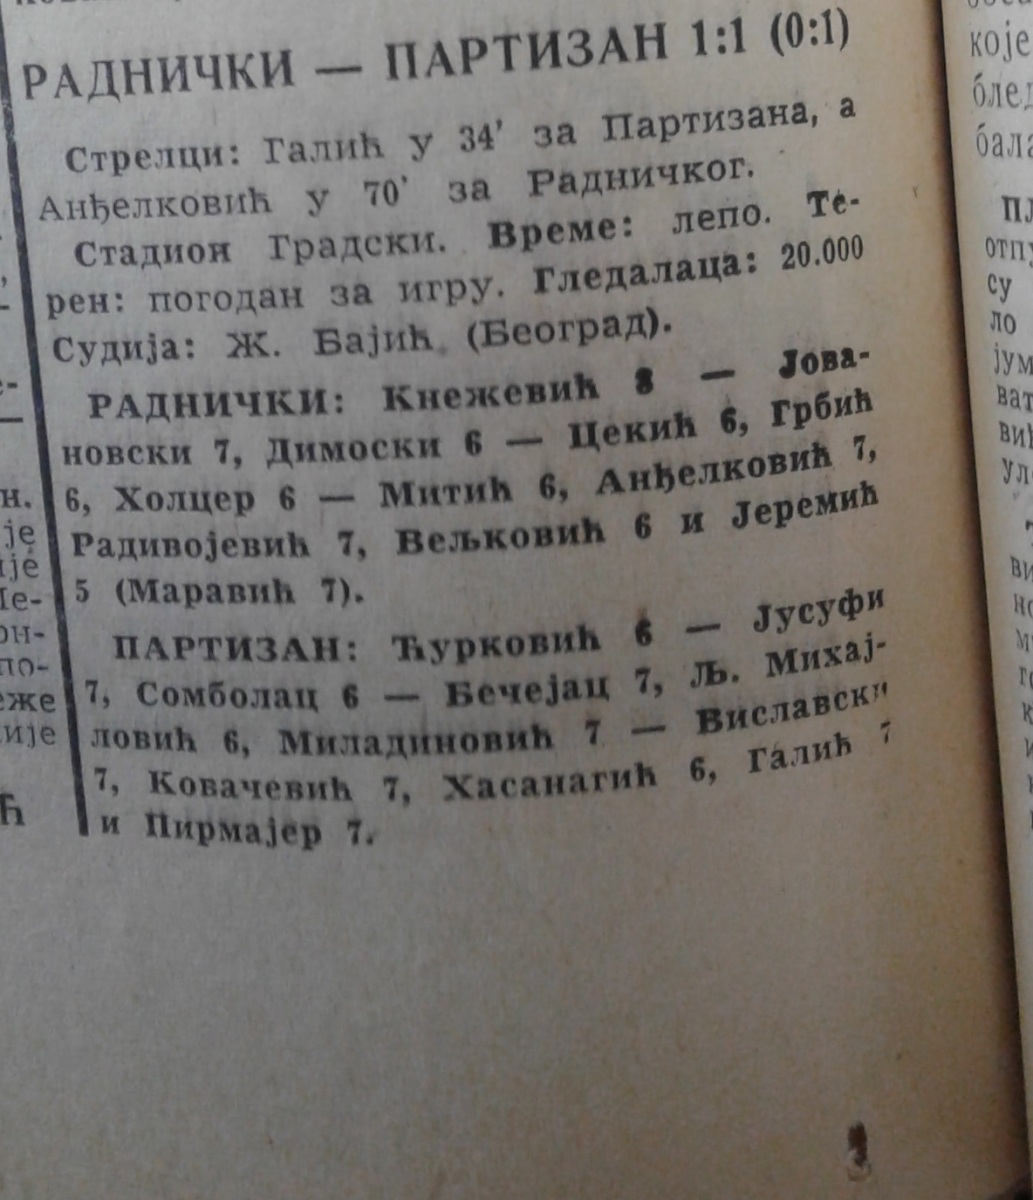 РАДНИЧКИ — ПАРТИЗАН 1:1 (0:1)
Стрелци: Галић у 34' за Партизана, а
Анђелковић у 70' за Радничког.
Стадион Градски. Време: лепо. Те-
рен: погодан за игру. Гледалаца: 20.000
Судија: Ж. Бајић (Београд).
РАДНИЧКИ: Кнежевић 8 — Јова-
новски 7, Димоски 6 — Цекић 6, Грбић
6, Холцер 6 — Митић 6, Анђелковић 7,
Радивојевић 7, Вељковић 6 и Јеремић
5 (Маравић 7).
ПАРТИЗАН: Ћурковић 6 — Јусуфи
7, Сомболац 6 — Бечејац 7, Љ. Михај-
ловић 6, Миладиновић 7 — Виславски
7, Ковачевић 7, Хасанагић 6, Галић 7
и Пирмајер 7.